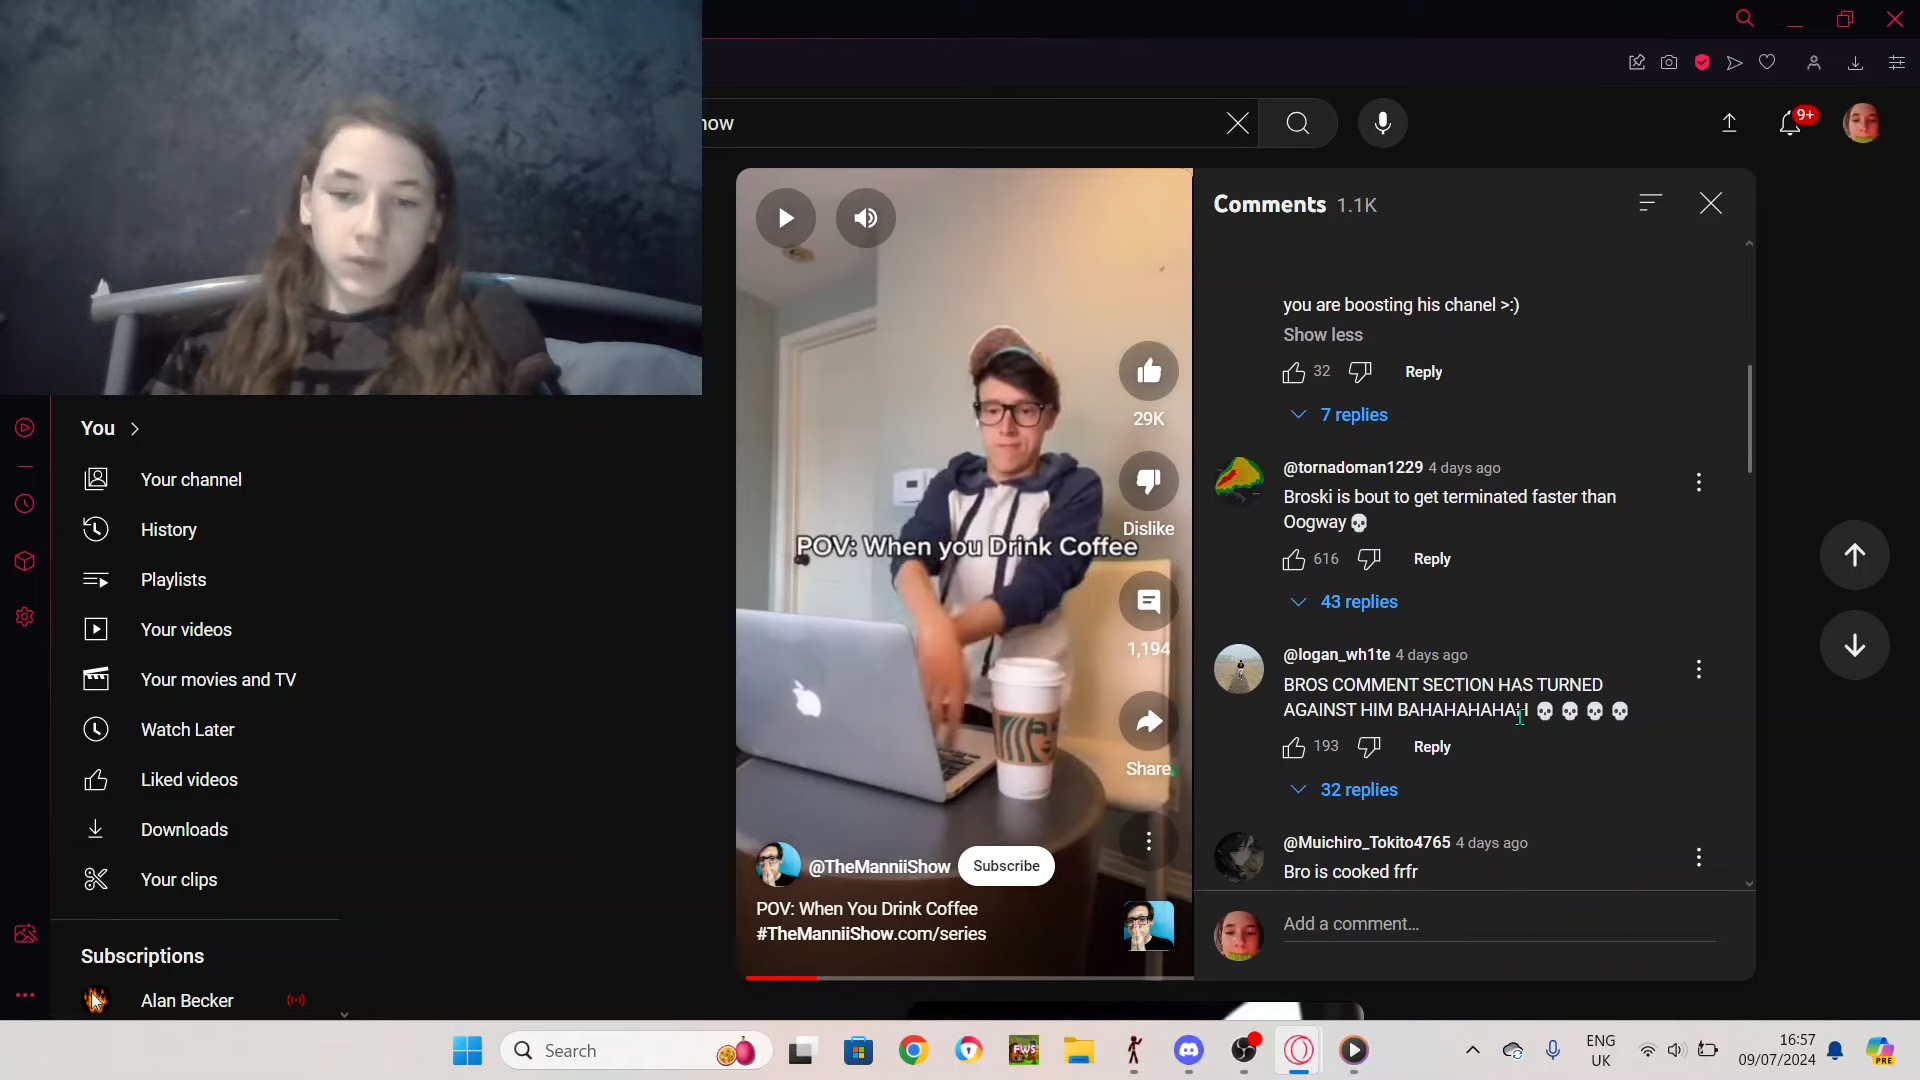 how
9+
Comments 1.1K
you are boosting his chanel >:)
Show less
32
Reply
7 replies
@tornadoman1229 4 days ago
Broski is bout to get terminated faster than
Oogway💀
616
Reply
43 replies
@logan_wh1te 4 days ago
BROS COMMENT SECTION HAS TURNED
AGAINST HIM BAHAHAHAHAH 💀💀💀💀
193
Reply
32 replies
@Muichiro_Tokito4765 4 days ago
Bro is cooked frfr
Add a comment...
29K
Dislike
1,194
Share
POV: When you Drink Coffee
@TheManniiShow Subscribe
POV: When You Drink Coffee
#TheManniiShow.com/series
You
Your channel
History
Playlists
Your videos
Your movies and TV
Watch Later
Liked videos
Downloads
Your clips
Subscriptions
Alan Becker
Search
FWS
ENG
UK
16:57
09/07/2024
PRE